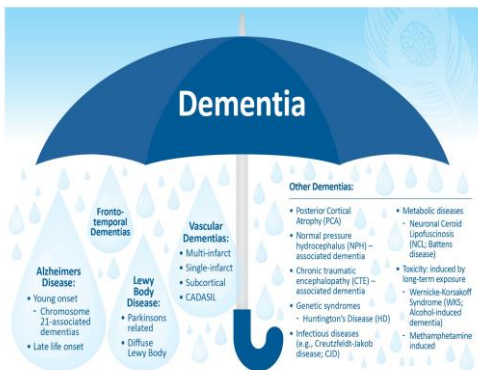 Dementia
Fronto-
temporal
Dementias
Alzheimers
Disease:
• Young onset
- Chromosome
21-associated
dementias
• Late life onset
Lewy
Body
Disease:
• Parkinsons
related
• Diffuse
Lewy Body
Vascular
Dementias:
• Multi-infarct
• Single-infarct
• Subcortical
• CADASIL
Other Dementias:
• Posterior Cortical
Atrophy (PCA)
• Normal pressure
hydrocephalus (NPH) –
associated dementia
• Chronic traumatic
encephalopathy (CTE) –
associated dementia
• Genetic syndromes
- Huntington's Disease (HD)
• Infectious diseases
(e.g., Creutzfeldt-Jakob
disease; CJD)
• Metabolic diseases
- Neuronal Ceroid
Lipofuscinosis
(NCL; Battens
disease)
• Toxicity: induced by
long-term exposure
- Wernicke-Korsakoff
Syndrome (WKS;
Alcohol-induced
dementia)
- Methamphetamine
induced